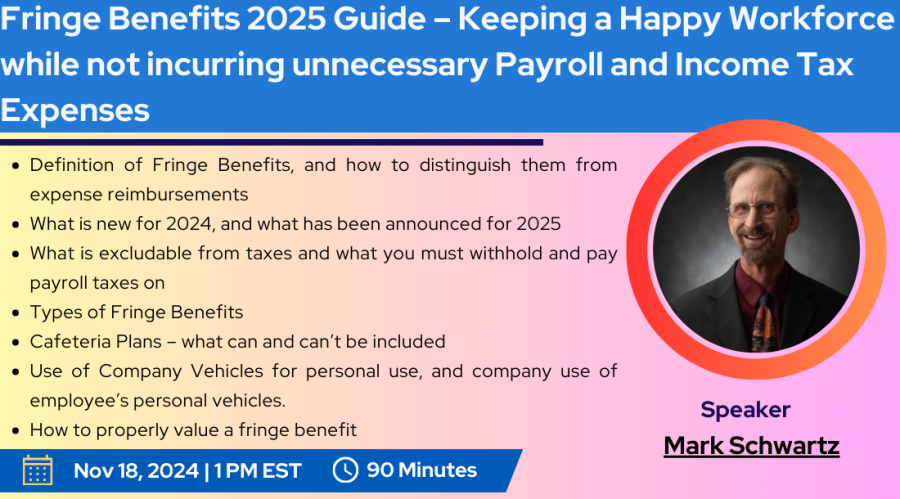 Fringe Benefits 2025 Guide – Keeping a Happy Workforce
while not incurring unnecessary Payroll and Income Tax
Expenses
• Definition of Fringe Benefits, and how to distinguish them from
expense reimbursements
• What is new for 2024, and what has been announced for 2025
• What is excludable from taxes and what you must withhold and pay
payroll taxes on
• Types of Fringe Benefits
• Cafeteria Plans – what can and can't be included
• Use of Company Vehicles for personal use, and company use of
employee's personal vehicles.
• How to properly value a fringe benefit
Nov 18, 2024 | 1 PM EST 90 Minutes
Speaker
Mark Schwartz